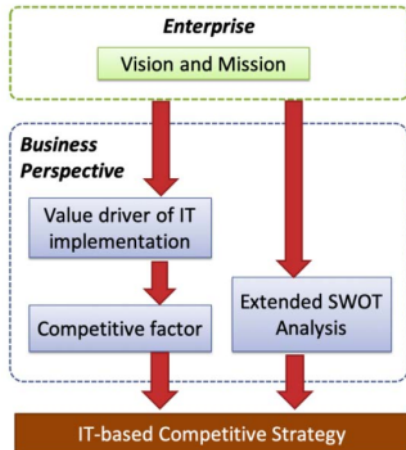 Enterprise
Vision and Mission
Business
Perspective
Value driver of IT
implementation
Competitive factor
Extended SWOT
Analysis
IT-based Competitive Strategy